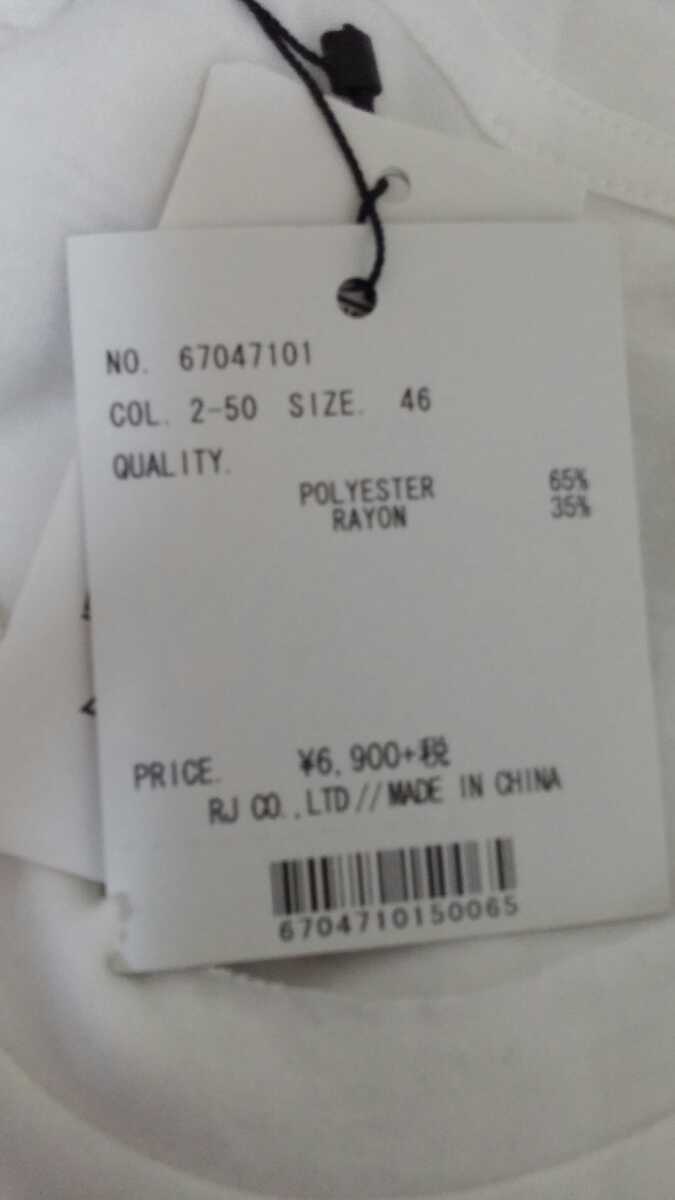 NO. 67047101
COL. 2-50 SIZE. 46
QUALITY.
POLYESTER 65%
RAYON 35%
PRICE. ¥6,900+税
RJ CO.,LTD//MADE IN CHINA
6704710150065